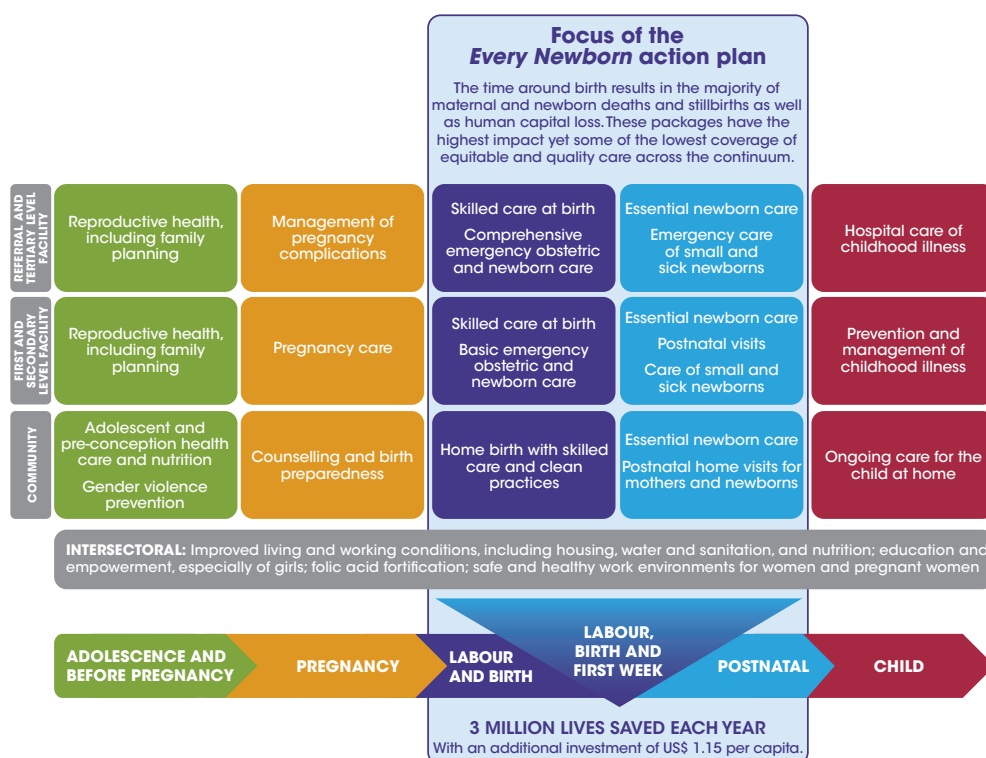 Focus of the
Every Newborn action plan
The time around birth results in the majority of
maternal and newborn deaths and stillbirths as well
as human capital loss. These packages have the
highest impact yet some of the lowest coverage of
equitable and quality care across the continuum.
REFERRAL AND
TERTIARY LEVEL
FACILITY
Reproductive health,
including family
planning
Management of
pregnancy
complications
Skilled care at birth
Comprehensive
emergency obstetric
and newborn care
Essential newborn care
Emergency care
of small and
sick newborns
Hospital care of
childhood illness
FIRST AND
SECONDARY
LEVEL FACILITY
Reproductive health,
including family
planning
Pregnancy care
Skilled care at birth
Basic emergency
obstetric and
newborn care
Essential newborn care
Postnatal visits
Care of small and
sick newborns
Prevention and
management of
childhood illness
COMMUNITY
Adolescent and
pre-conception health
care and nutrition
Gender violence
prevention
Counselling and birth
preparedness
Home birth with skilled
care and clean
practices
Essential newborn care
Postnatal home visits for
mothers and newborns
Ongoing care for the
child at home
INTERSECTORAL: Improved living and working conditions, including housing, water and sanitation, and nutrition; education and
empowerment, especially of girls; folic acid fortification; safe and healthy work environments for women and pregnant women
ADOLESCENCE AND
BEFORE PREGNANCY
PREGNANCY
LABOUR
AND BIRTH
LABOUR,
BIRTH AND
FIRST WEEK
POSTNATAL
CHILD
3 MILLION LIVES SAVED EACH YEAR
With an additional investment of US$ 1.15 per capita.